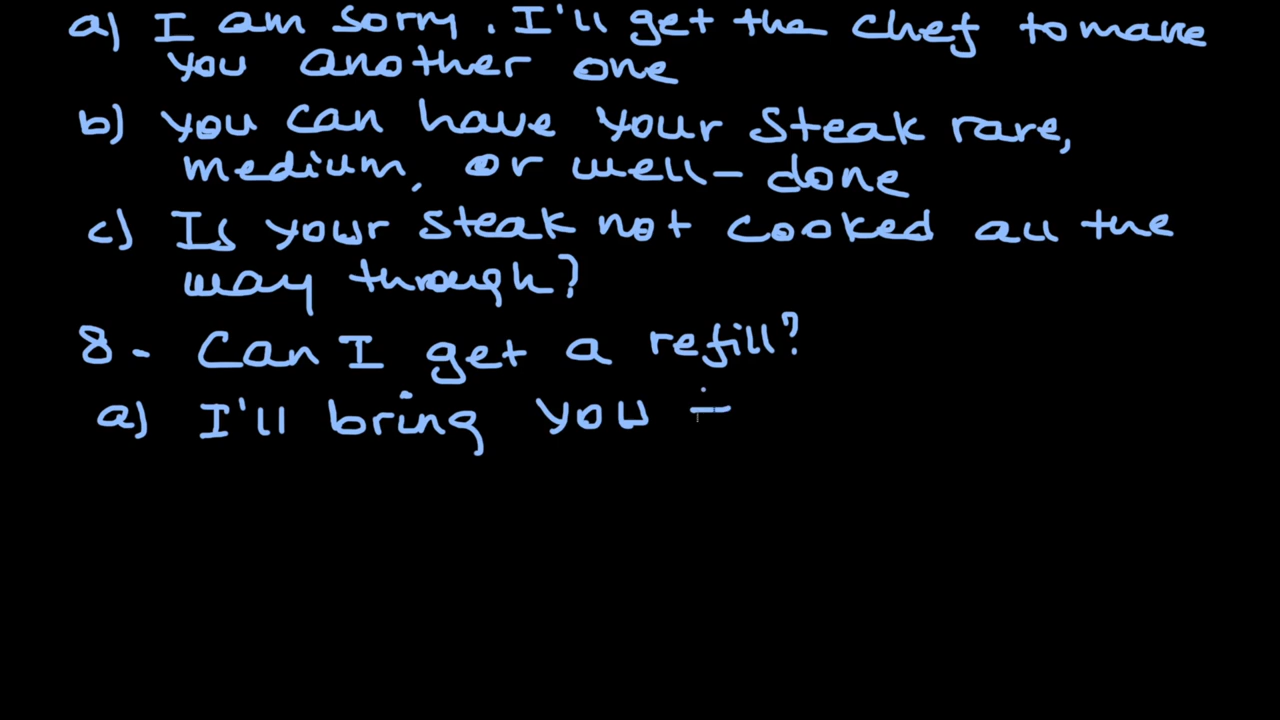 a) I am sorry. I'll get the chef to make
you another one
b) you can have your steak rare,
medium, or well-done
c) Is your steak not cooked all the
way through?
8- Can I get a refill?
a) I'll bring you